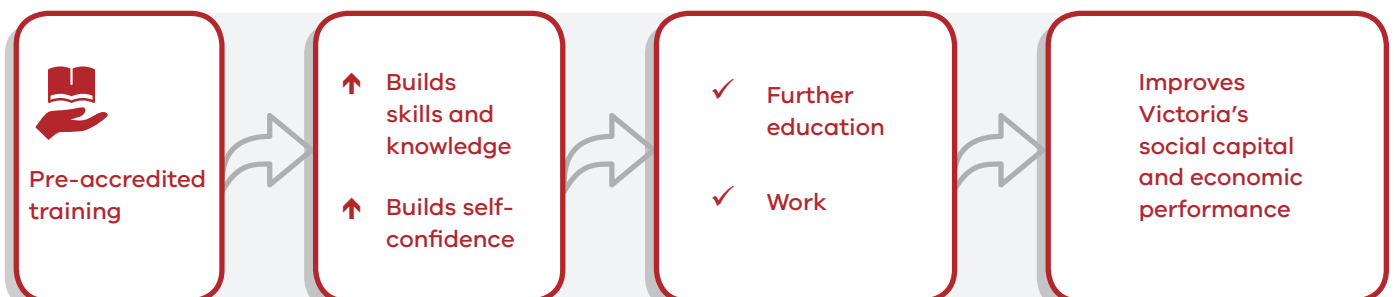 Pre-accredited
training
Builds
skills and
knowledge
Builds self-
confidence
Further
education
Work
Improves
Victoria’s
social capital
and economic
performance